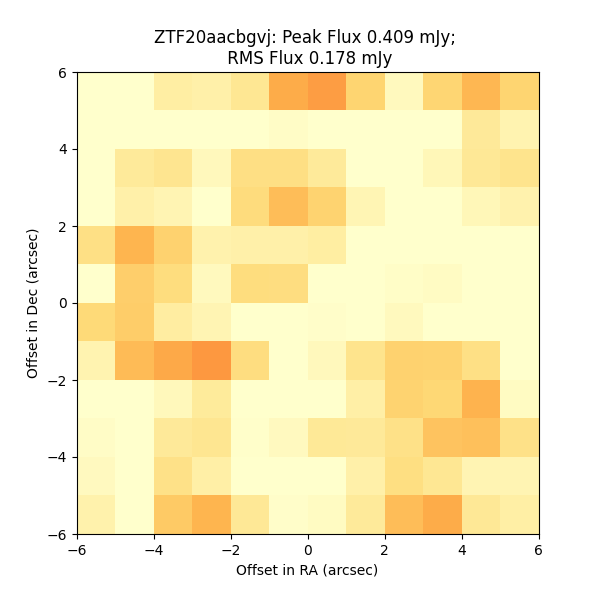 ZTF20aacbgvj: Peak Flux 0.409 mJy;
RMS Flux 0.178 mJy
6
4
2
0
−2
−4
−6
Offset in Dec (arcsec)
−6 −4 −2 0 2 4 6
Offset in RA (arcsec)